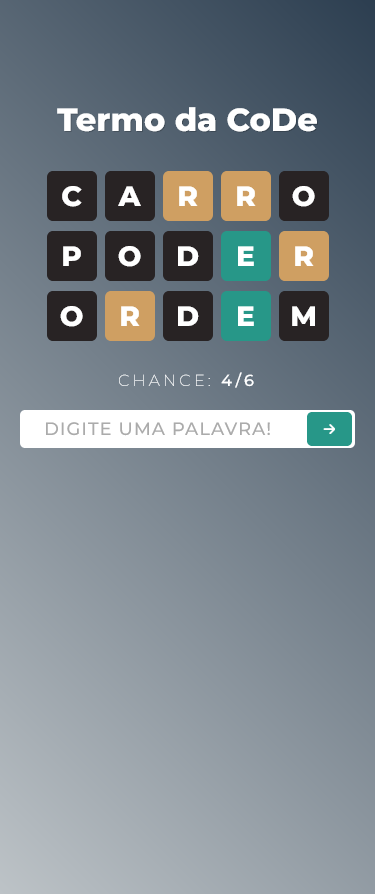 Termo da CoDe
C A R R O
P O D E R
O R D E M
CHANCE: 4/6
DIGITE UMA PALAVRA!